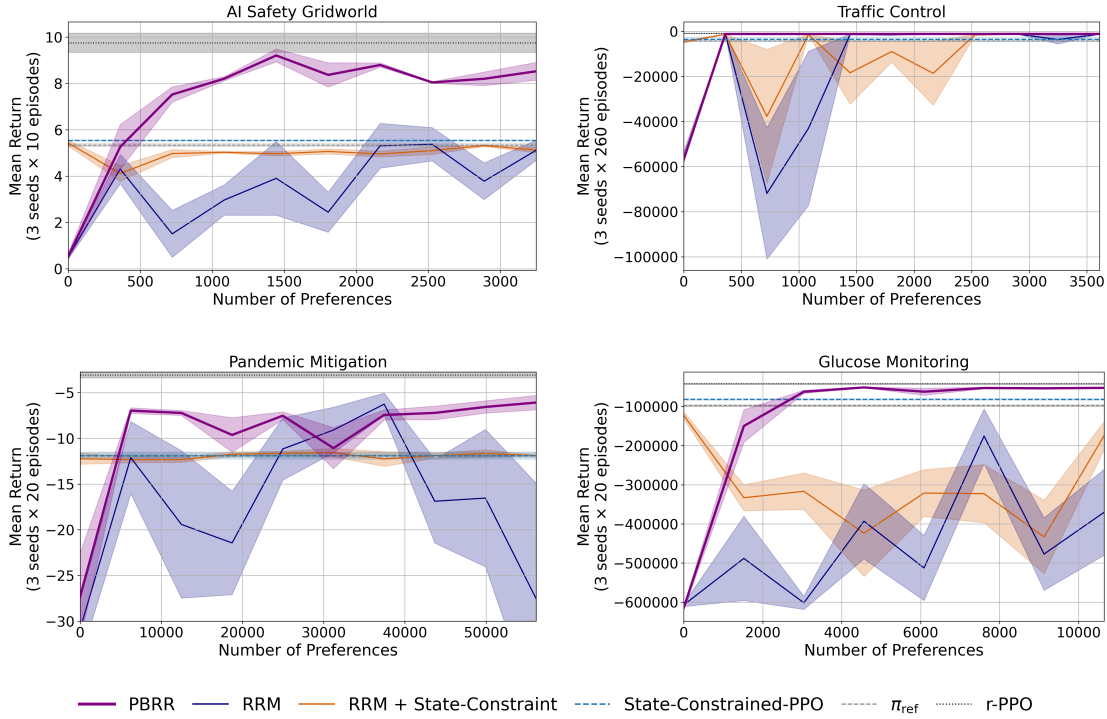 AI Safety Gridworld
Mean Return
(3 seeds × 10 episodes)
10
8
6
4
2
0
0 500 1000 1500 2000 2500 3000
Number of Preferences
Traffic Control
Mean Return
(3 seeds × 260 episodes)
0
−20000
−40000
−60000
−80000
−100000
0 500 1000 1500 2000 2500 3000 3500
Number of Preferences
Pandemic Mitigation
Mean Return
(3 seeds × 20 episodes)
−5
−10
−15
−20
−25
−30
0 10000 20000 30000 40000 50000
Number of Preferences
Glucose Monitoring
Mean Return
(3 seeds × 20 episodes)
−100000
−200000
−300000
−400000
−500000
−600000
0 2000 4000 6000 8000 10000
Number of Preferences
PBRR RRM RRM + State-Constraint State-Constrained-PPO π_ref r-PPO